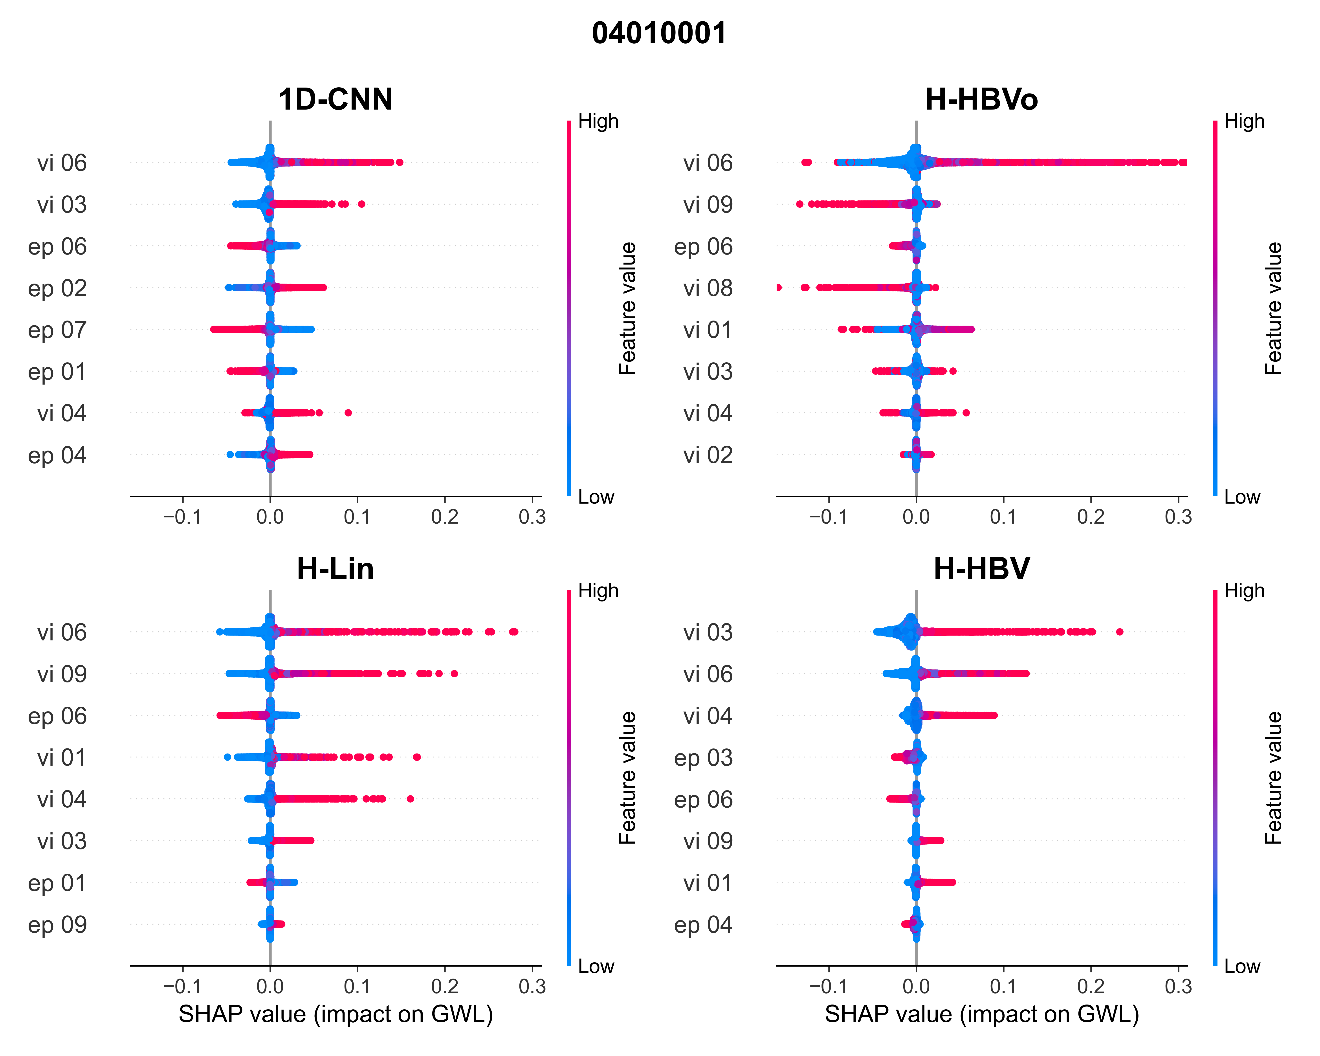 04010001
1D-CNN
High
vi 06
vi 03
ep 06
ep 02
ep 07
ep 01
vi 04
ep 04
Feature value
Low
−0.1 0.0 0.1 0.2 0.3
H-HBVo
High
vi 06
vi 09
ep 06
vi 08
vi 01
vi 03
vi 04
vi 02
Feature value
Low
−0.1 0.0 0.1 0.2 0.3
H-Lin
High
vi 06
vi 09
ep 06
vi 01
vi 04
vi 03
ep 01
ep 09
Feature value
Low
−0.1 0.0 0.1 0.2 0.3
SHAP value (impact on GWL)
H-HBV
High
vi 03
vi 06
vi 04
ep 03
ep 06
vi 09
vi 01
ep 04
Feature value
Low
−0.1 0.0 0.1 0.2 0.3
SHAP value (impact on GWL)